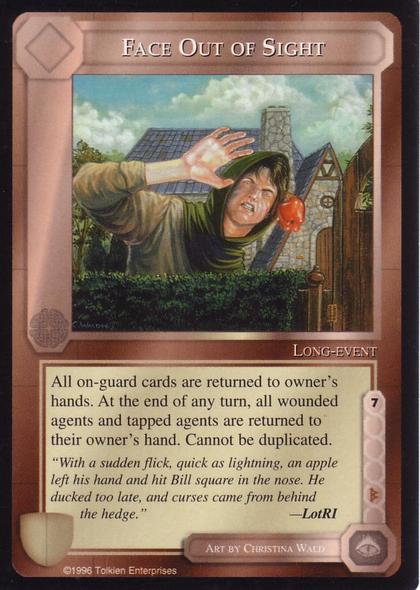 FACE OUT OF SIGHT
LONG-EVENT
All on-guard cards are returned to owner's
hands. At the end of any turn, all wounded
agents and tapped agents are returned to
their owner's hand. Cannot be duplicated.
7
"With a sudden flick, quick as lightning, an apple
left his hand and hit Bill square in the nose. He
ducked too late, and curses came from behind
the hedge." —LotRI
ART BY CHRISTINA WALD
©1996 Tolkien Enterprises